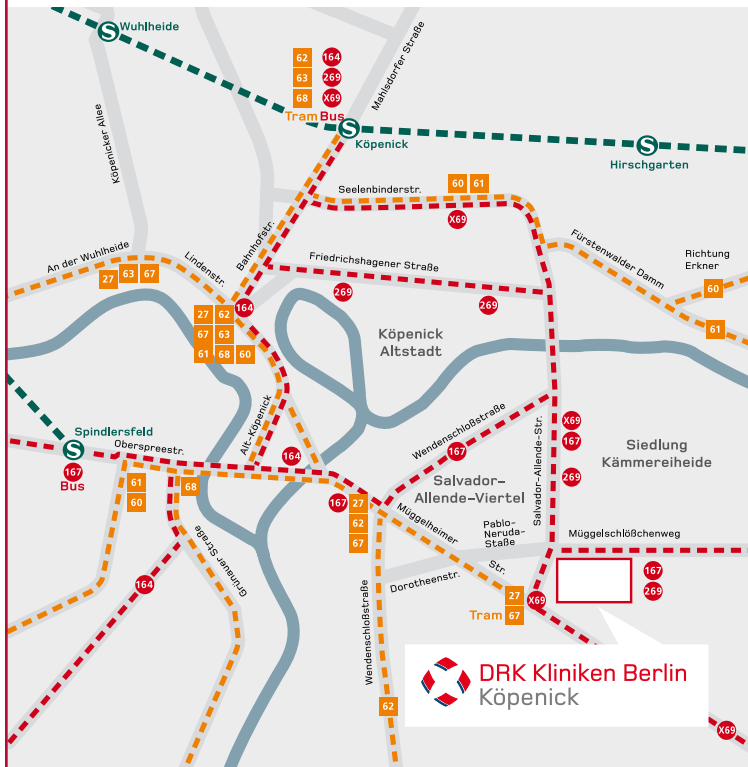 S Wuhlheide
62 164
63 269
68 X69
Tram Bus
Mahlsdorfer Straße
S
Köpenick
S
Hirschgarten
Köpenicker Allee
Seelenbinderstr.
60 61
X69
Bahnhofstr.
An der Wuhlheide
27 63 67
Lindenstr.
Friedrichshagener Straße
269
269
Fürstenwalder Damm
Richtung
Erkner
60
61
164
27 62
67 63
61 68 60
Köpenick
Altstadt
Spindlersfeld
S
167
Bus
Oberspreestr.
61
60
68
Alt-Köpenick
164
Wendenschloßstraße
167
Salvador-Allende-Str.
X69
167
269
Siedlung
Kämmereiheide
Salvador-
Allende-Viertel
167 27
62
67
Müggelheimer
Str.
Pablo-
Neruda-
Staße
Müggelschlößchenweg
Dorotheenstr.
167
269
164
Grünauer Straße
Wendenschloßstraße
27 X69
Tram 67
62
DRK Kliniken Berlin
Köpenick
X69